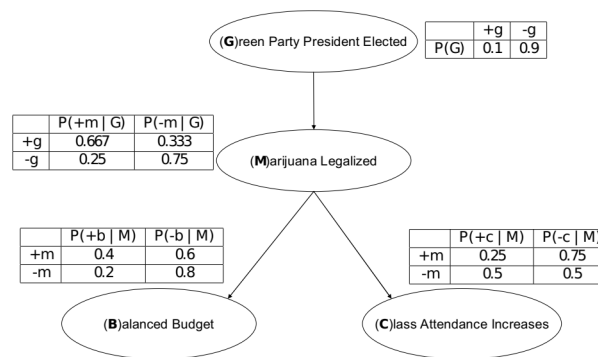 (G)reen Party President Elected
+g -g
P(G) 0.1 0.9
P(+m | G) P(-m | G)
+g 0.667 0.333
-g 0.25 0.75
(M)arijuana Legalized
P(+b | M) P(-b | M)
+m 0.4 0.6
-m 0.2 0.8
P(+c | M) P(-c | M)
+m 0.25 0.75
-m 0.5 0.5
(B)alanced Budget
(C)lass Attendance Increases